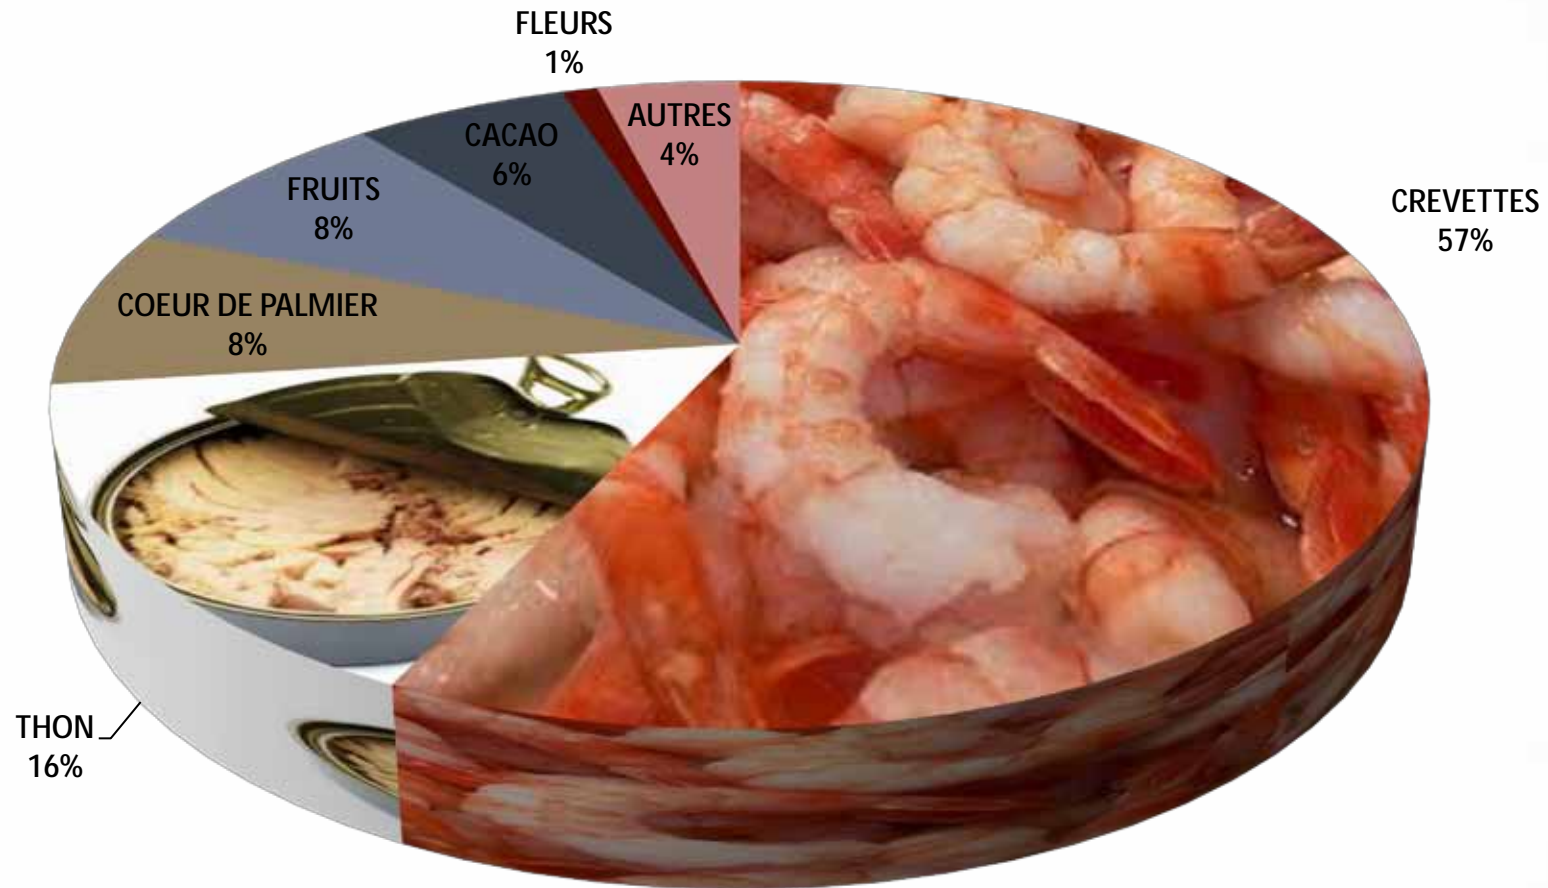 FLEURS
1%
AUTRES
4%
CACAO
6%
FRUITS
8%
CREVETTES
57%
COEUR DE PALMIER
8%
THON
16%